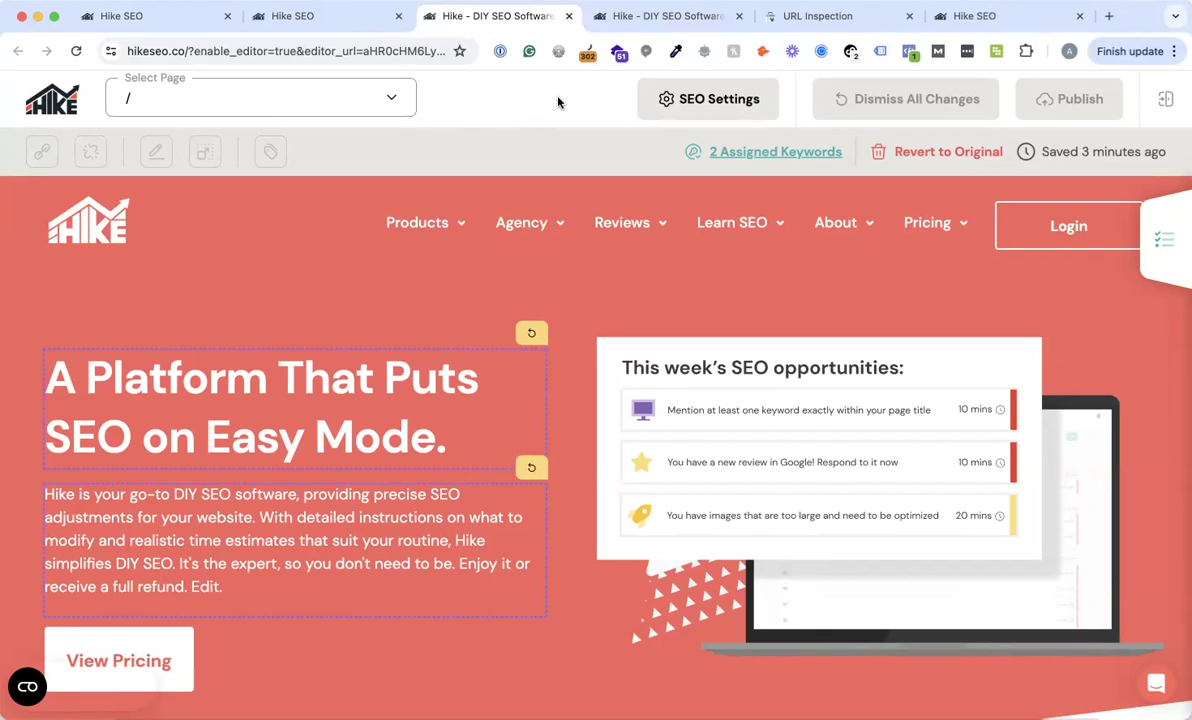 Hike SEO
Hike SEO
Hike - DIY SEO Software
Hike - DIY SEO Software
URL Inspection
Hike SEO
hikeseo.co/?enable_editor=true&editor_url=aHR0cHM6Ly...
302
51
2
1
A
Finish update
HIKE
Select Page
/
SEO Settings
Dismiss All Changes
Publish
2 Assigned Keywords
Revert to Original
Saved 3 minutes ago
HIKE
Products
Agency
Reviews
Learn SEO
About
Pricing
Login
A Platform That Puts
SEO on Easy Mode.
Hike is your go-to DIY SEO software, providing precise SEO
adjustments for your website. With detailed instructions on what to
modify and realistic time estimates that suit your routine, Hike
simplifies DIY SEO. It's the expert, so you don't need to be. Enjoy it or
receive a full refund. Edit.
View Pricing
This week's SEO opportunities:
Mention at least one keyword exactly within your page title
10 mins
You have a new review in Google! Respond to it now
10 mins
You have images that are too large and need to be optimized
20 mins